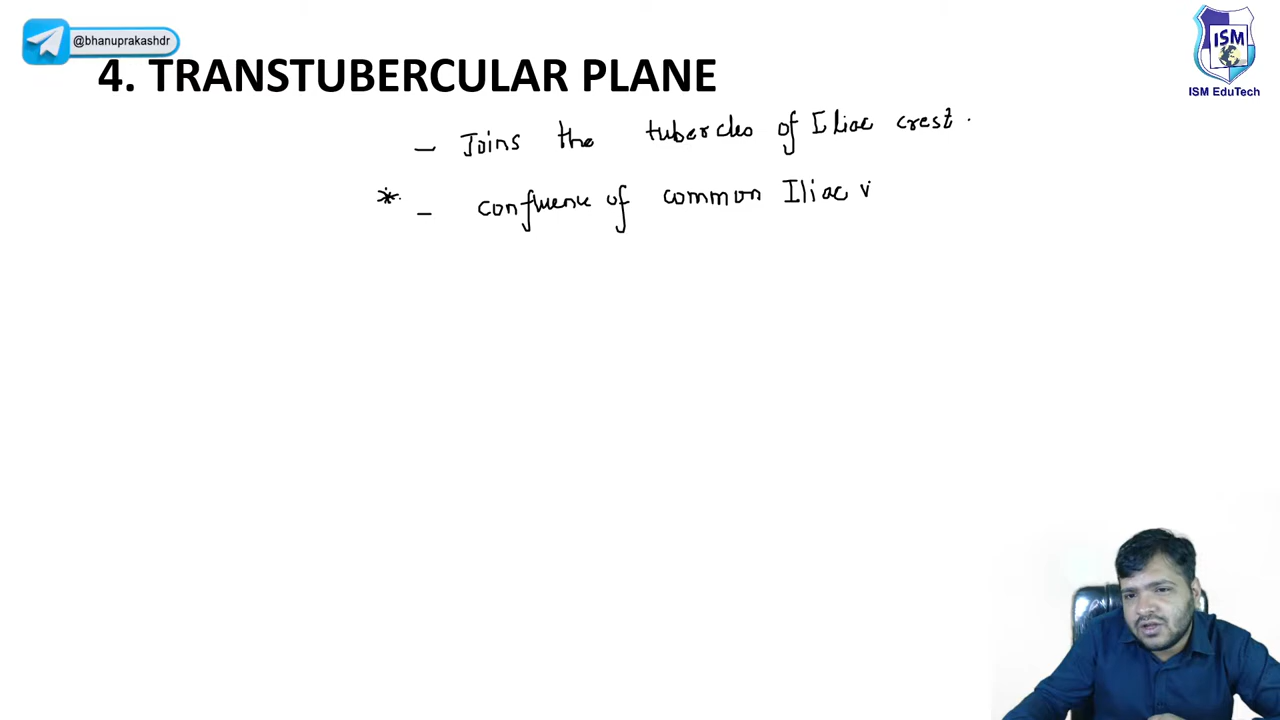 @bhanuprakashdr
ISM
ISM EduTech
4. TRANSTUBERCULAR PLANE
– Joins the tubercles of Iliac crest.
* – confluence of common Iliac v